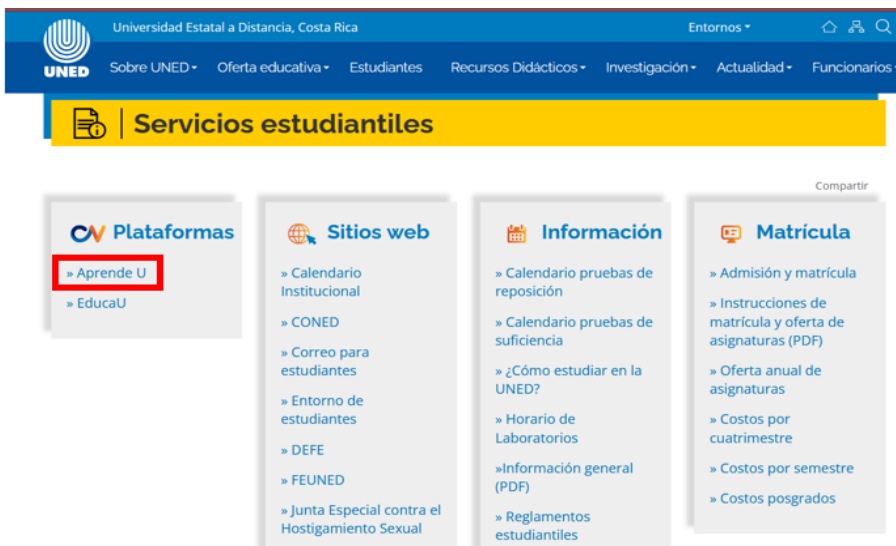 Universidad Estatal a Distancia, Costa Rica
Entornos
UNED
Sobre UNED
Oferta educativa
Estudiantes
Recursos Didácticos
Investigación
Actualidad
Funcionarios
Servicios estudiantiles
Compartir
Plataformas
» Aprende U
» EducaU
Sitios web
» Calendario
Institucional
» CONED
» Correo para
estudiantes
» Entorno de
estudiantes
» DEFE
» FEUNED
» Junta Especial contra el
Hostigamiento Sexual
Información
» Calendario pruebas de
reposición
» Calendario pruebas de
suficiencia
» ¿Cómo estudiar en la
UNED?
» Horario de
Laboratorios
»Información general
(PDF)
» Reglamentos
estudiantiles
Matrícula
» Admisión y matrícula
» Instrucciones de
matrícula y oferta de
asignaturas (PDF)
» Oferta anual de
asignaturas
» Costos por
cuatrimestre
» Costos por semestre
» Costos posgrados